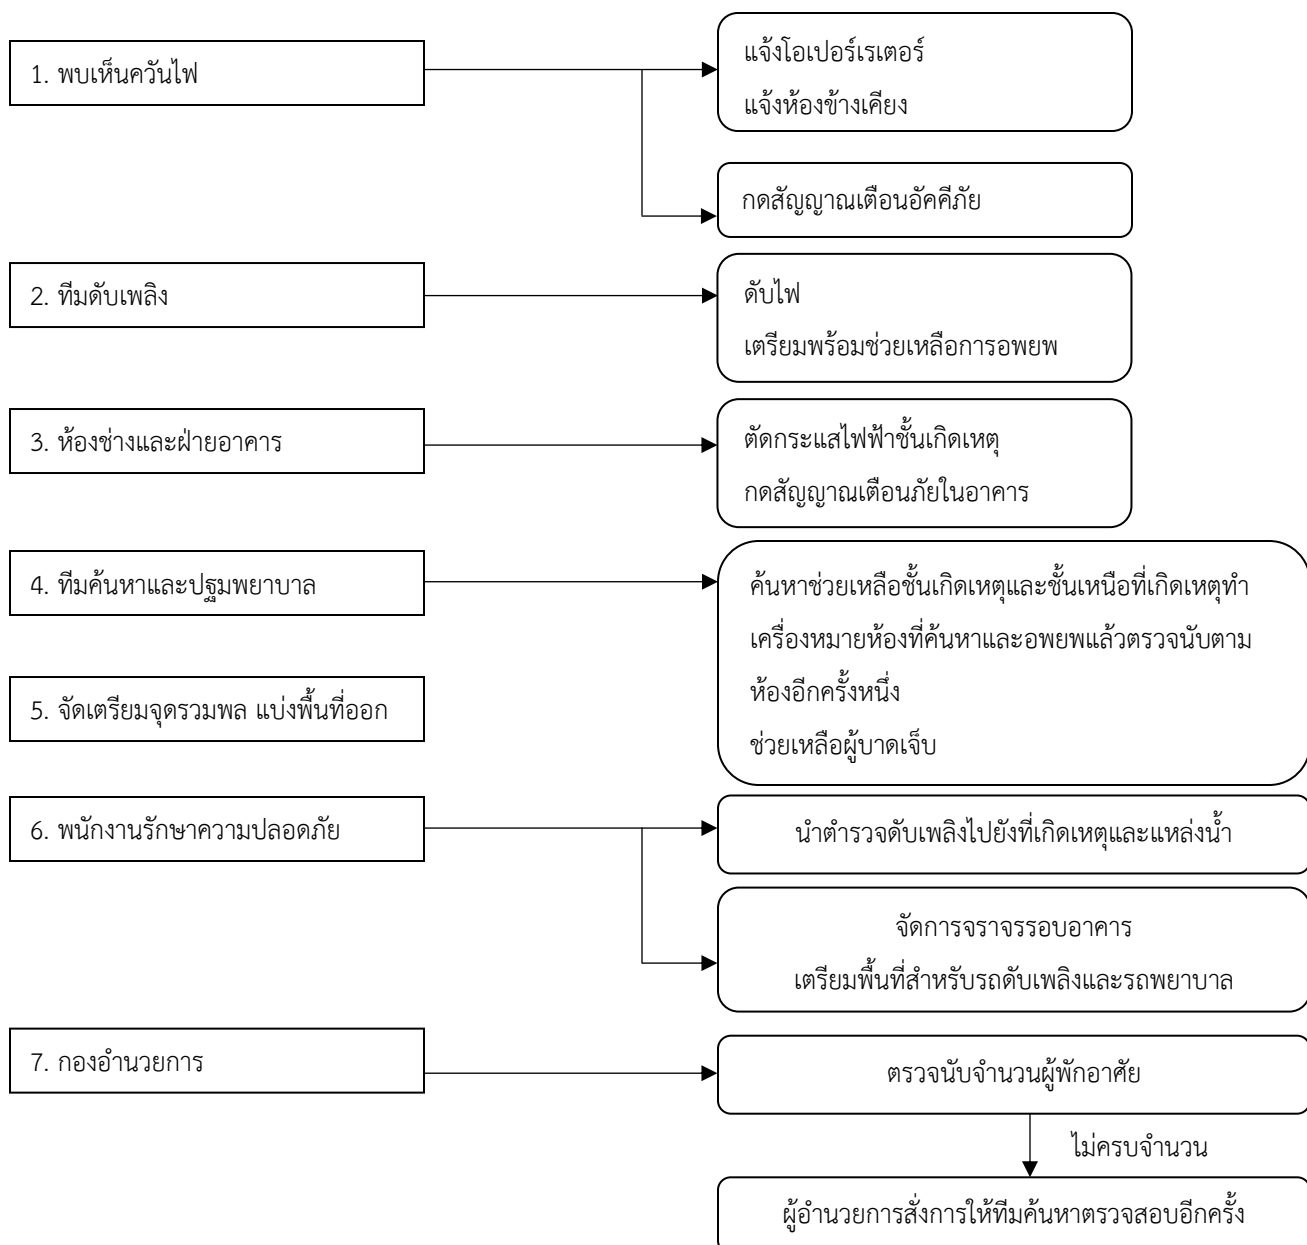 1. พบเห็นควันไฟ
แจ้งโอเปอร์เรเตอร์
แจ้งห้องข้างเคียง
กดสัญญาณเตือนอัคคีภัย
2. ทีมดับเพลิง
ดับไฟ
เตรียมพร้อมช่วยเหลือการอพยพ
3. ห้องช่างและฝ่ายอาคาร
ตัดกระแสไฟฟ้าชั้นเกิดเหตุ
กดสัญญาณเตือนภัยในอาคาร
4. ทีมค้นหาและปฐมพยาบาล
ค้นหาช่วยเหลือชั้นเกิดเหตุและชั้นเหนือที่เกิดเหตุทำ
เครื่องหมายห้องที่ค้นหาและอพยพแล้วตรวจนับตาม
ห้องอีกครั้งหนึ่ง
ช่วยเหลือผู้บาดเจ็บ
5. จัดเตรียมจุดรวมพล แบ่งพื้นที่ออก
6. พนักงานรักษาความปลอดภัย
นำตำรวจดับเพลิงไปยังที่เกิดเหตุและแหล่งน้ำ
จัดการจราจรรอบอาคาร
เตรียมพื้นที่สำหรับรถดับเพลิงและรถพยาบาล
7. กองอำนวยการ
ตรวจนับจำนวนผู้พักอาศัย
ไม่ครบจำนวน
ผู้อำนวยการสั่งการให้ทีมค้นหาตรวจสอบอีกครั้ง